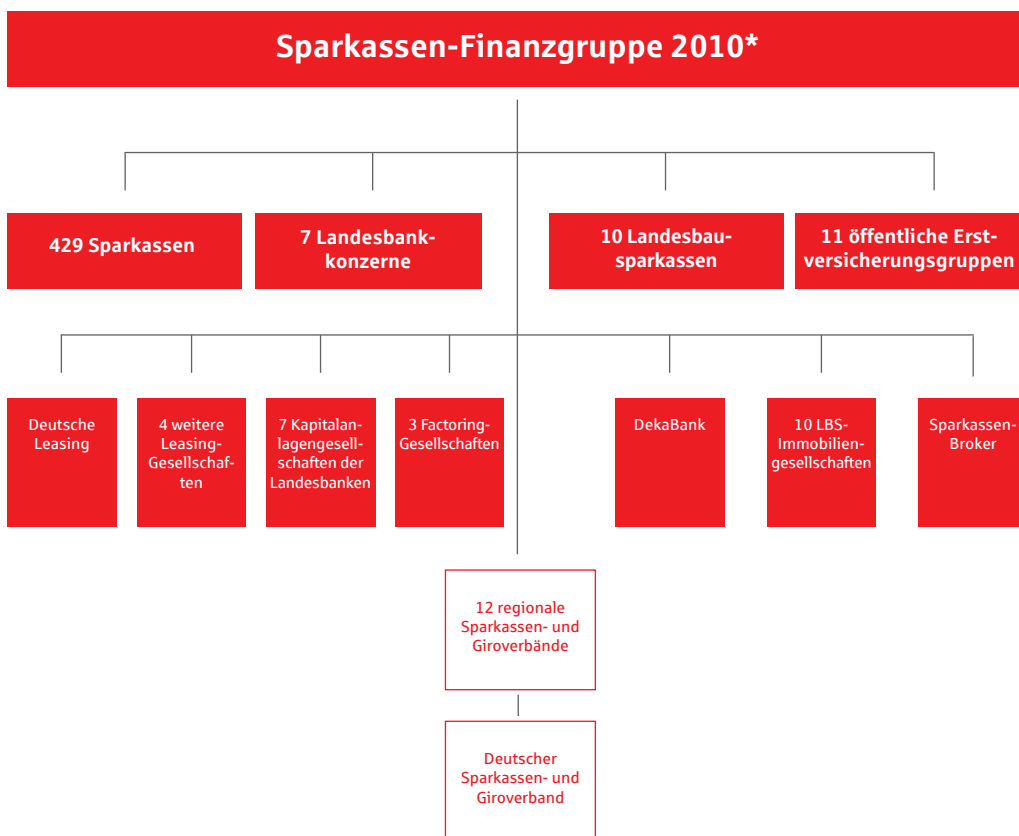 Sparkassen-Finanzgruppe 2010*
429 Sparkassen
7 Landesbank-
konzerne
10 Landesbau-
sparkassen
11 öffentliche Erst-
versicherungsgruppen
Deutsche
Leasing
4 weitere
Leasing-
Gesellschaf-
ten
7 Kapitalan-
lagengesell-
schaften der
Landesbanken
3 Factoring-
Gesellschaften
DekaBank
10 LBS-
Immobilien-
gesellschaften
Sparkassen-
Broker
12 regionale
Sparkassen- und
Giroverbände
Deutscher
Sparkassen- und
Giroverband